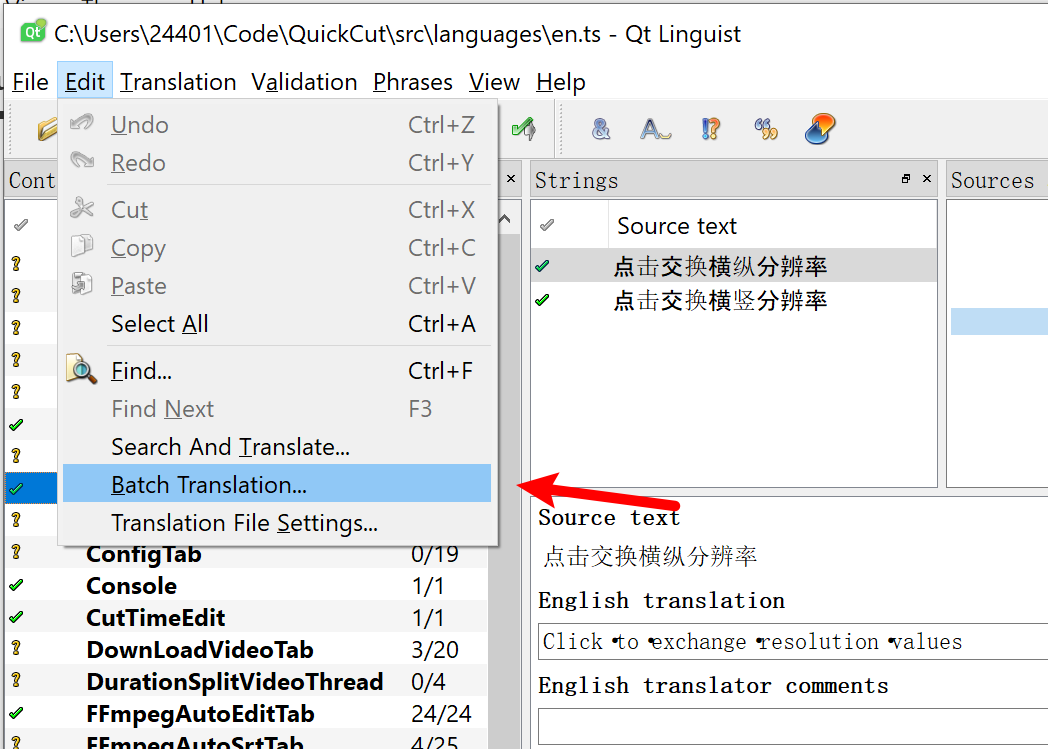 C:\Users\24401\Code\QuickCut\src\languages\en.ts - Qt Linguist
File Edit Translation Validation Phrases View Help
Undo Ctrl+Z
Redo Ctrl+Y
Cut Ctrl+X
Copy Ctrl+C
Paste Ctrl+V
Select All Ctrl+A
Find... Ctrl+F
Find Next F3
Search And Translate...
Batch Translation...
Translation File Settings...
Cont
ConfigTab 0/19
Console 1/1
CutTimeEdit 1/1
DownLoadVideoTab 3/20
DurationSplitVideoThread 0/4
FFmpegAutoEditTab 24/24
FFmpegAutoSrtTab 4/25
Strings
Source text
点击交换横纵分辨率
点击交换横竖分辨率
Sources
Source text
点击交换横纵分辨率
English translation
Click to exchange resolution values
English translator comments